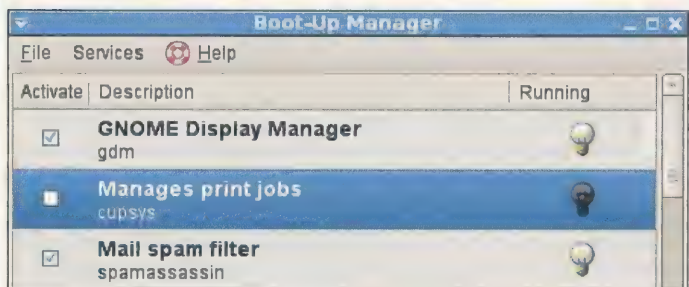 Boot-Up Manager
File Services Help
Activate Description Running
GNOME Display Manager
gdm
Manages print jobs
cupsys
Mail spam filter
spamassassin